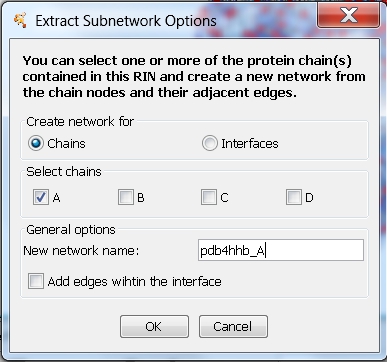 Extract Subnetwork Options
X
You can select one or more of the protein chain(s)
contained in this RIN and create a new network from
the chain nodes and their adjacent edges.
Create network for
Chains Interfaces
Select chains
A B C D
General options
New network name: pdb4hhb_A
Add edges wihtin the interface
OK Cancel